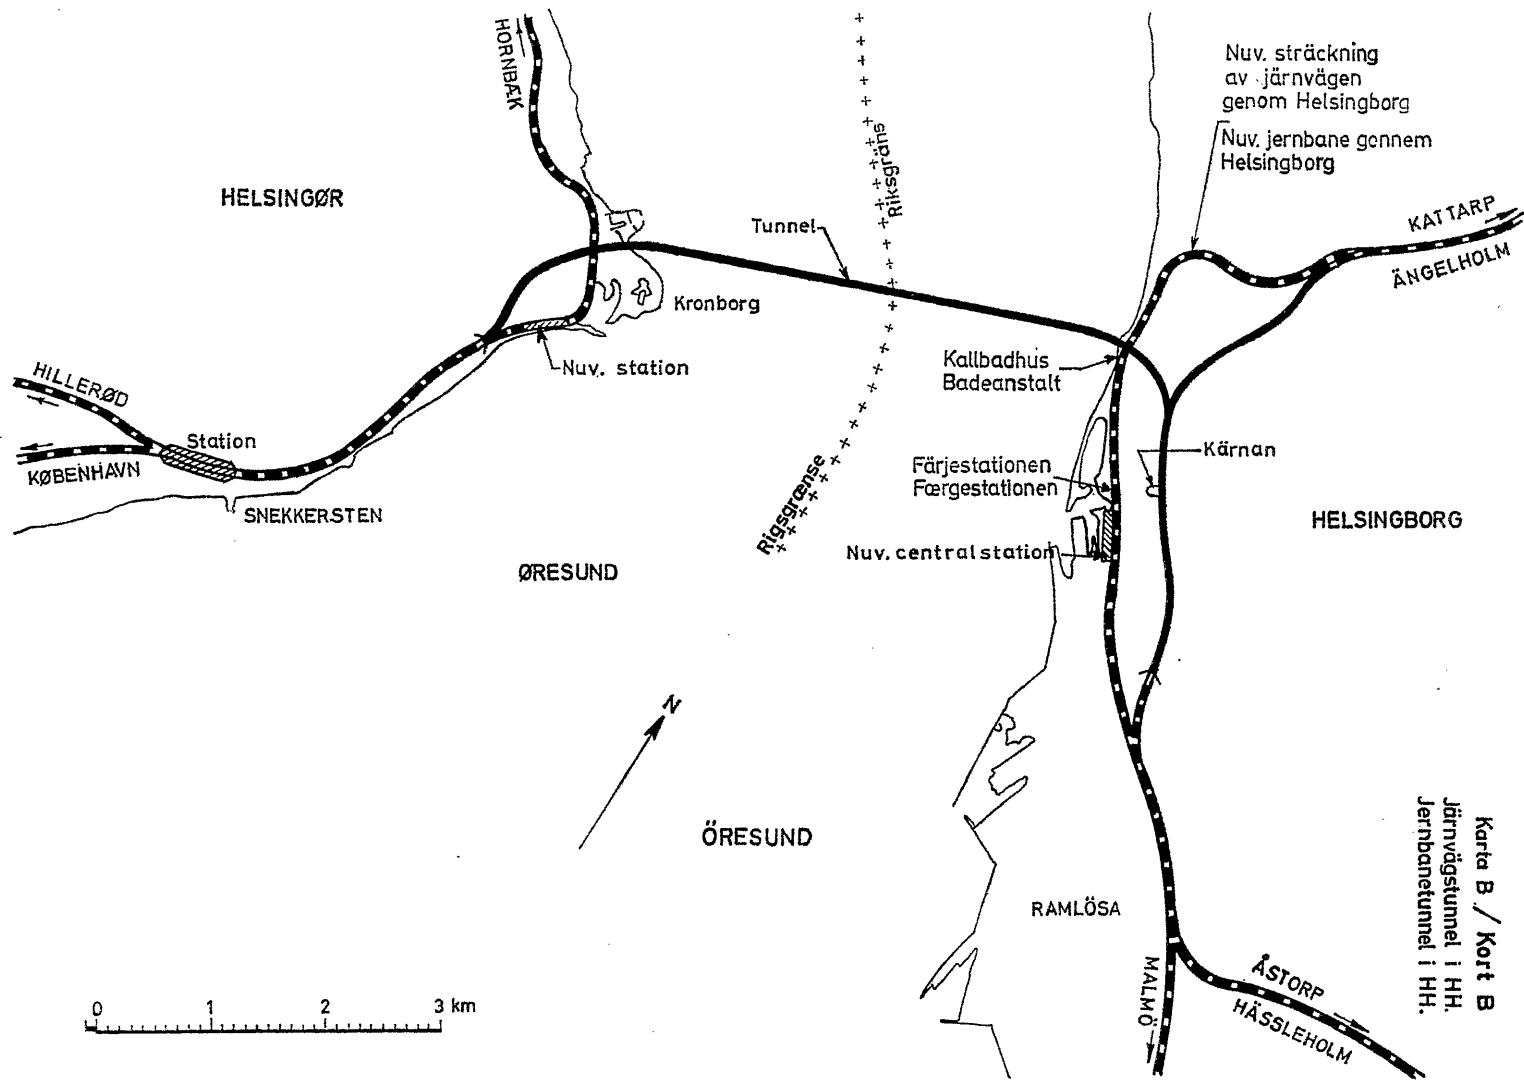 HORNBÆK
Riksgräns
Nuv. sträckning
av järnvägen
genom Helsingborg
Nuv. jernbane gennem
Helsingborg
HELSINGØR
Tunnel
KATTARP
ÄNGELHOLM
Kronborg
Nuv. station
Kallbadhus
Badeanstalt
HILLERØD
Station
KØBENHAVN
SNEKKERSTEN
Rigsgrænse
Färjestationen
Færgestationen
Kärnan
Nuv. centralstation
HELSINGBORG
ØRESUND
N
ÖRESUND
RAMLÖSA
MALMÖ
ÅSTORP
HÄSSLEHOLM
Karta B / Kort B
Järnvägstunnel i HH.
Jernbanetunnel i HH.
0 1 2 3 km